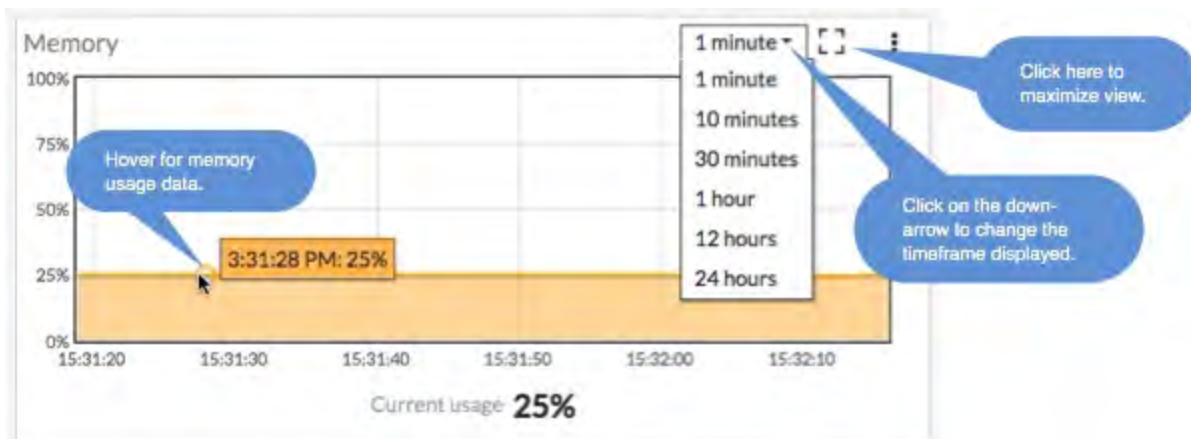 Memory
1 minute
1 minute
10 minutes
30 minutes
1 hour
12 hours
24 hours
Click here to
maximize view.
Click on the down-
arrow to change the
timeframe displayed.
Hover for memory
usage data.
3:31:28 PM: 25%
100%
75%
50%
25%
0%
15:31:20 15:31:30 15:31:40 15:31:50 15:32:00 15:32:10
Current usage 25%